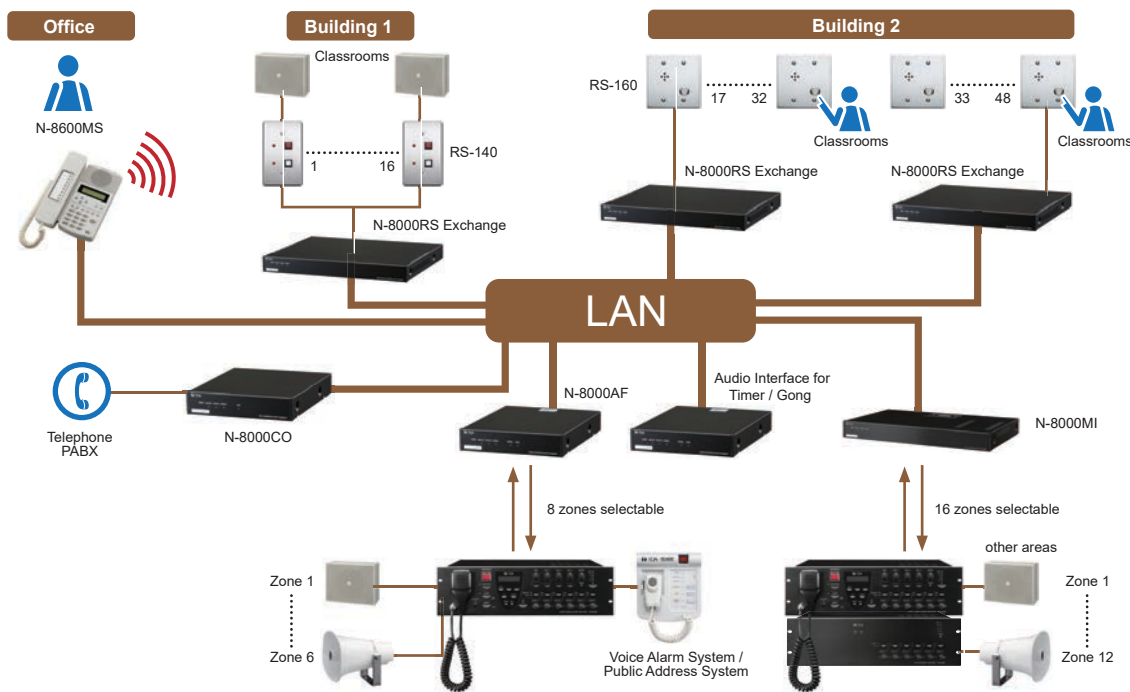 Office
Building 1
Building 2
N-8600MS
Classrooms
RS-140
1
16
N-8000RS Exchange
RS-160
17
32
Classrooms
33
48
Classrooms
N-8000RS Exchange
N-8000RS Exchange
LAN
Telephone
PABX
N-8000CO
N-8000AF
Audio Interface for
Timer / Gong
N-8000MI
8 zones selectable
16 zones selectable
Zone 1
Zone 6
Voice Alarm System /
Public Address System
other areas
Zone 1
Zone 12